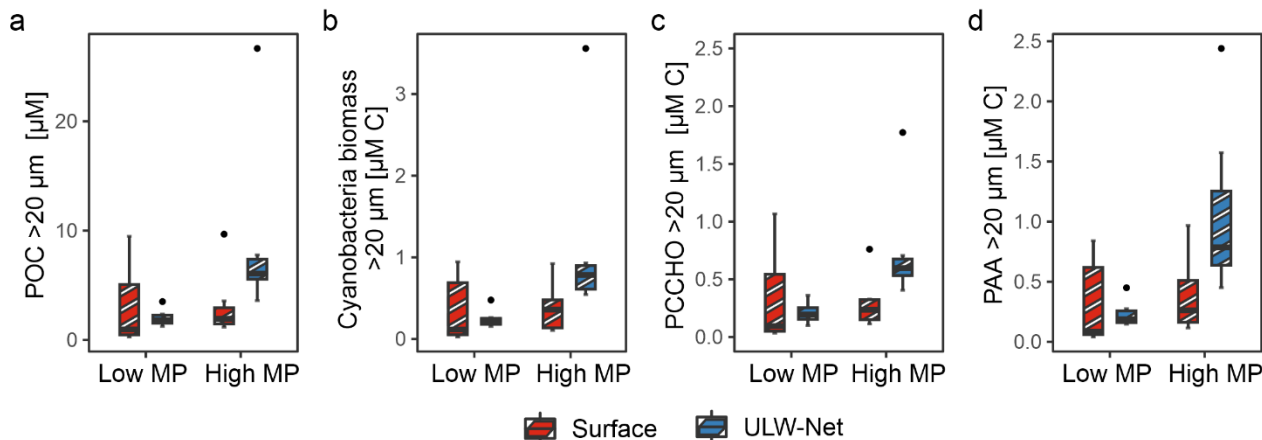 a
POC >20 µm [µM]
20
10
0
Low MP High MP
b
Cyanobacteria biomass
>20 µm [µM C]
3
2
1
0
Low MP High MP
c
PCCHO >20 µm [µM C]
2.5
2.0
1.5
1.0
0.5
0.0
Low MP High MP
d
PAA >20 µm [µM C]
2.5
2.0
1.5
1.0
0.5
0.0
Low MP High MP
Surface ULW-Net